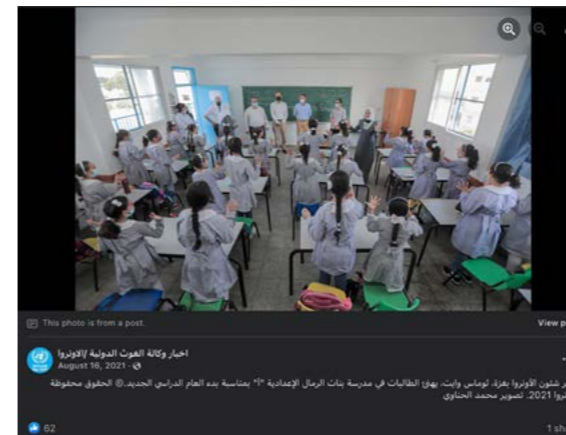 This photo is from a post.
View p
اخبار وكالة الغوث الدولية /الاونروا
August 16, 2021 ·
ر شئون الأونروا بغزة، توماس وايت، يهنئ الطالبات في مدرسة بنات الرمال الإعدادية "أ" بمناسبة بدء العام الدراسي الجديد.© الحقوق محفوظة
روا 2021. تصوير محمد الحناوي
62
1 sh